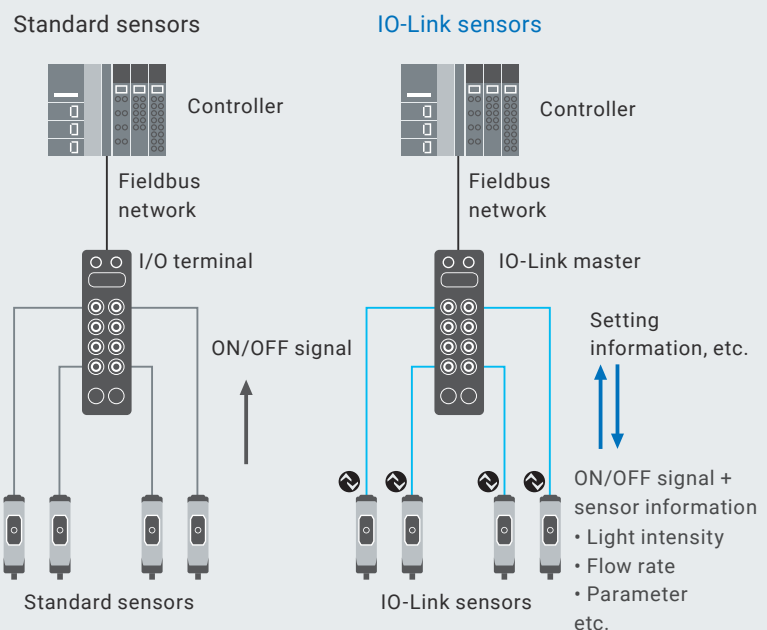 Standard sensors
Controller
Fieldbus
network
I/O terminal
ON/OFF signal
Standard sensors
IO-Link sensors
Controller
Fieldbus
network
IO-Link master
Setting
information, etc.
ON/OFF signal +
sensor information
• Light intensity
• Flow rate
• Parameter
etc.
IO-Link sensors